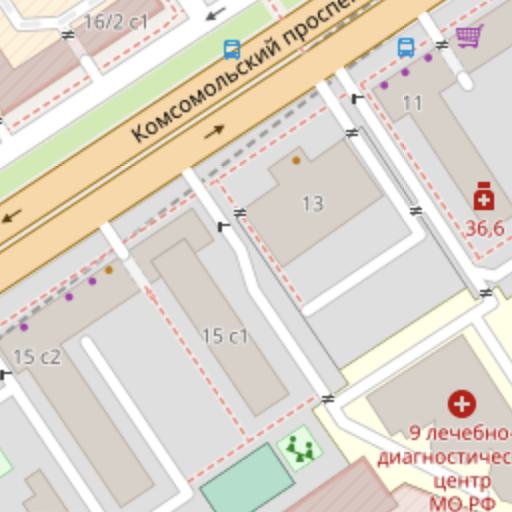 16/2 с1
Комсомольский проспе
11
36,6
13
15 с1
15 с2
9 лечебно-
диагностичес
центр
МО РФ